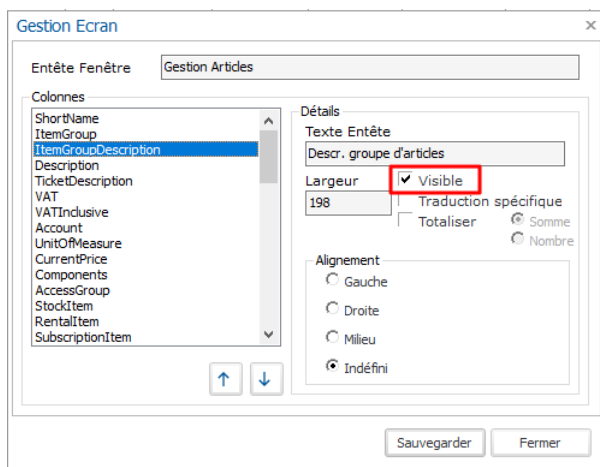 Gestion Ecran
Entête Fenêtre
Gestion Articles
Colonnes
ShortName
ItemGroup
ItemGroupDescription
Description
TicketDescription
VAT
VATInclusive
Account
UnitOfMeasure
CurrentPrice
Components
AccessGroup
StockItem
RentalItem
SubscriptionItem
Détails
Texte Entête
Descr. groupe d'articles
Largeur
198
Visible
Traduction spécifique
Totaliser
Somme
Nombre
Alignement
Gauche
Droite
Milieu
Indéfini
Sauvegarder
Fermer